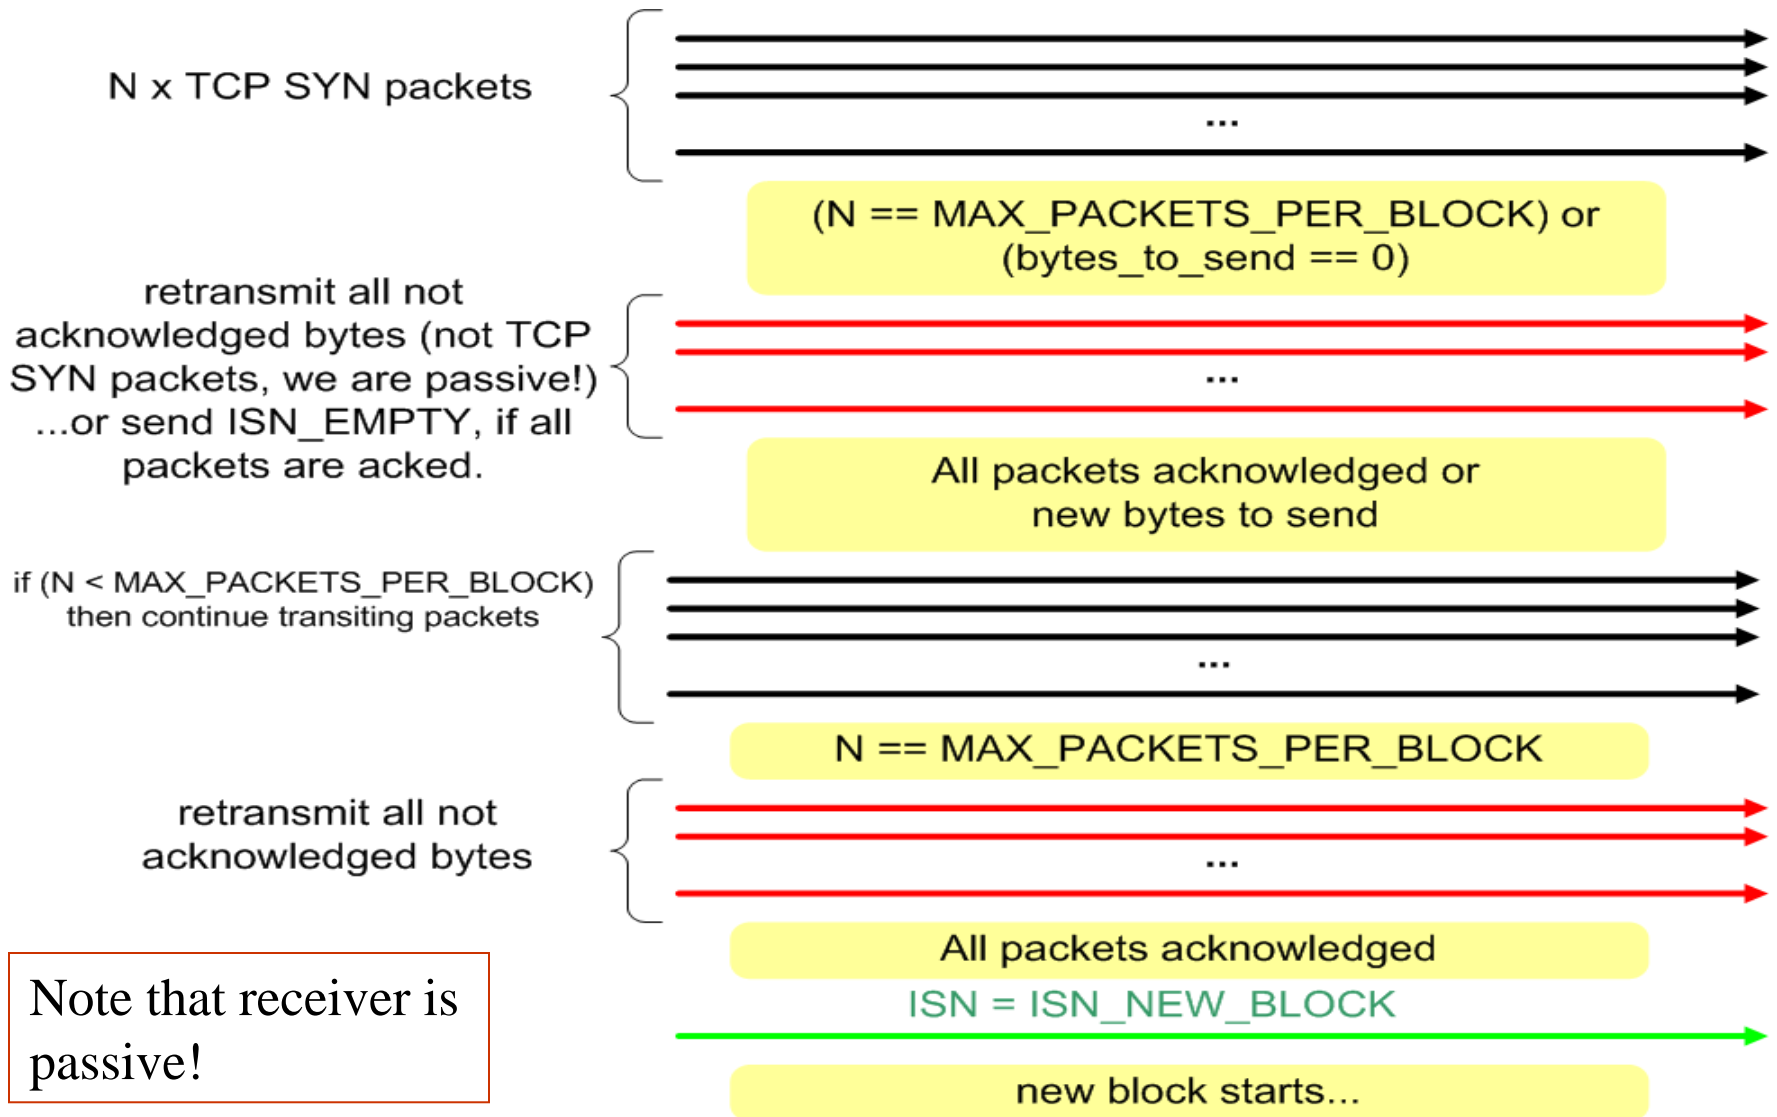 N x TCP SYN packets
...
(N == MAX_PACKETS_PER_BLOCK) or
(bytes_to_send == 0)
retransmit all not
acknowledged bytes (not TCP
SYN packets, we are passive!)
...or send ISN_EMPTY, if all
packets are acked.
...
All packets acknowledged or
new bytes to send
if (N < MAX_PACKETS_PER_BLOCK)
then continue transiting packets
...
N == MAX_PACKETS_PER_BLOCK
retransmit all not
acknowledged bytes
...
All packets acknowledged
ISN = ISN_NEW_BLOCK
new block starts...
Note that receiver is
passive!